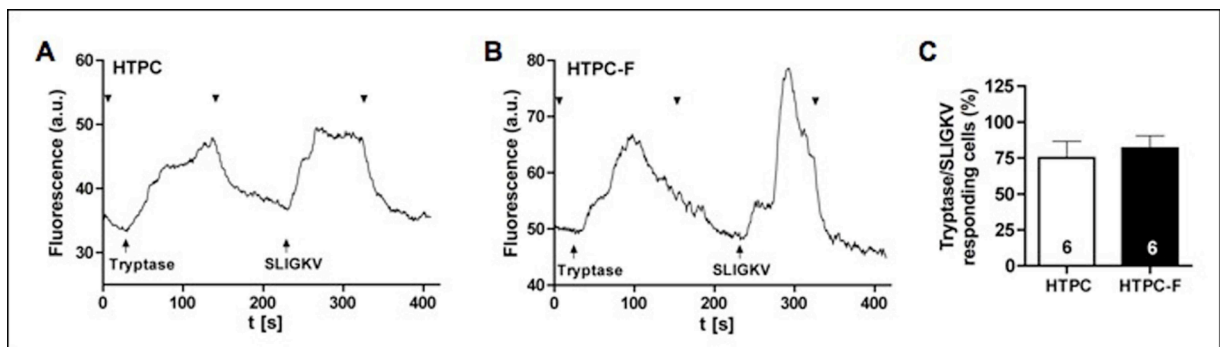 A
HTPC
Fluorescence (a.u.)
60
50
40
30
Tryptase
SLIGKV
0
100
200
300
400
t [s]
B
HTPC-F
Fluorescence (a.u.)
80
70
60
50
40
Tryptase
SLIGKV
0
100
200
300
400
t [s]
C
Tryptase/SLIGKV
responding cells (%)
125
100
75
50
25
0
6
6
HTPC
HTPC-F